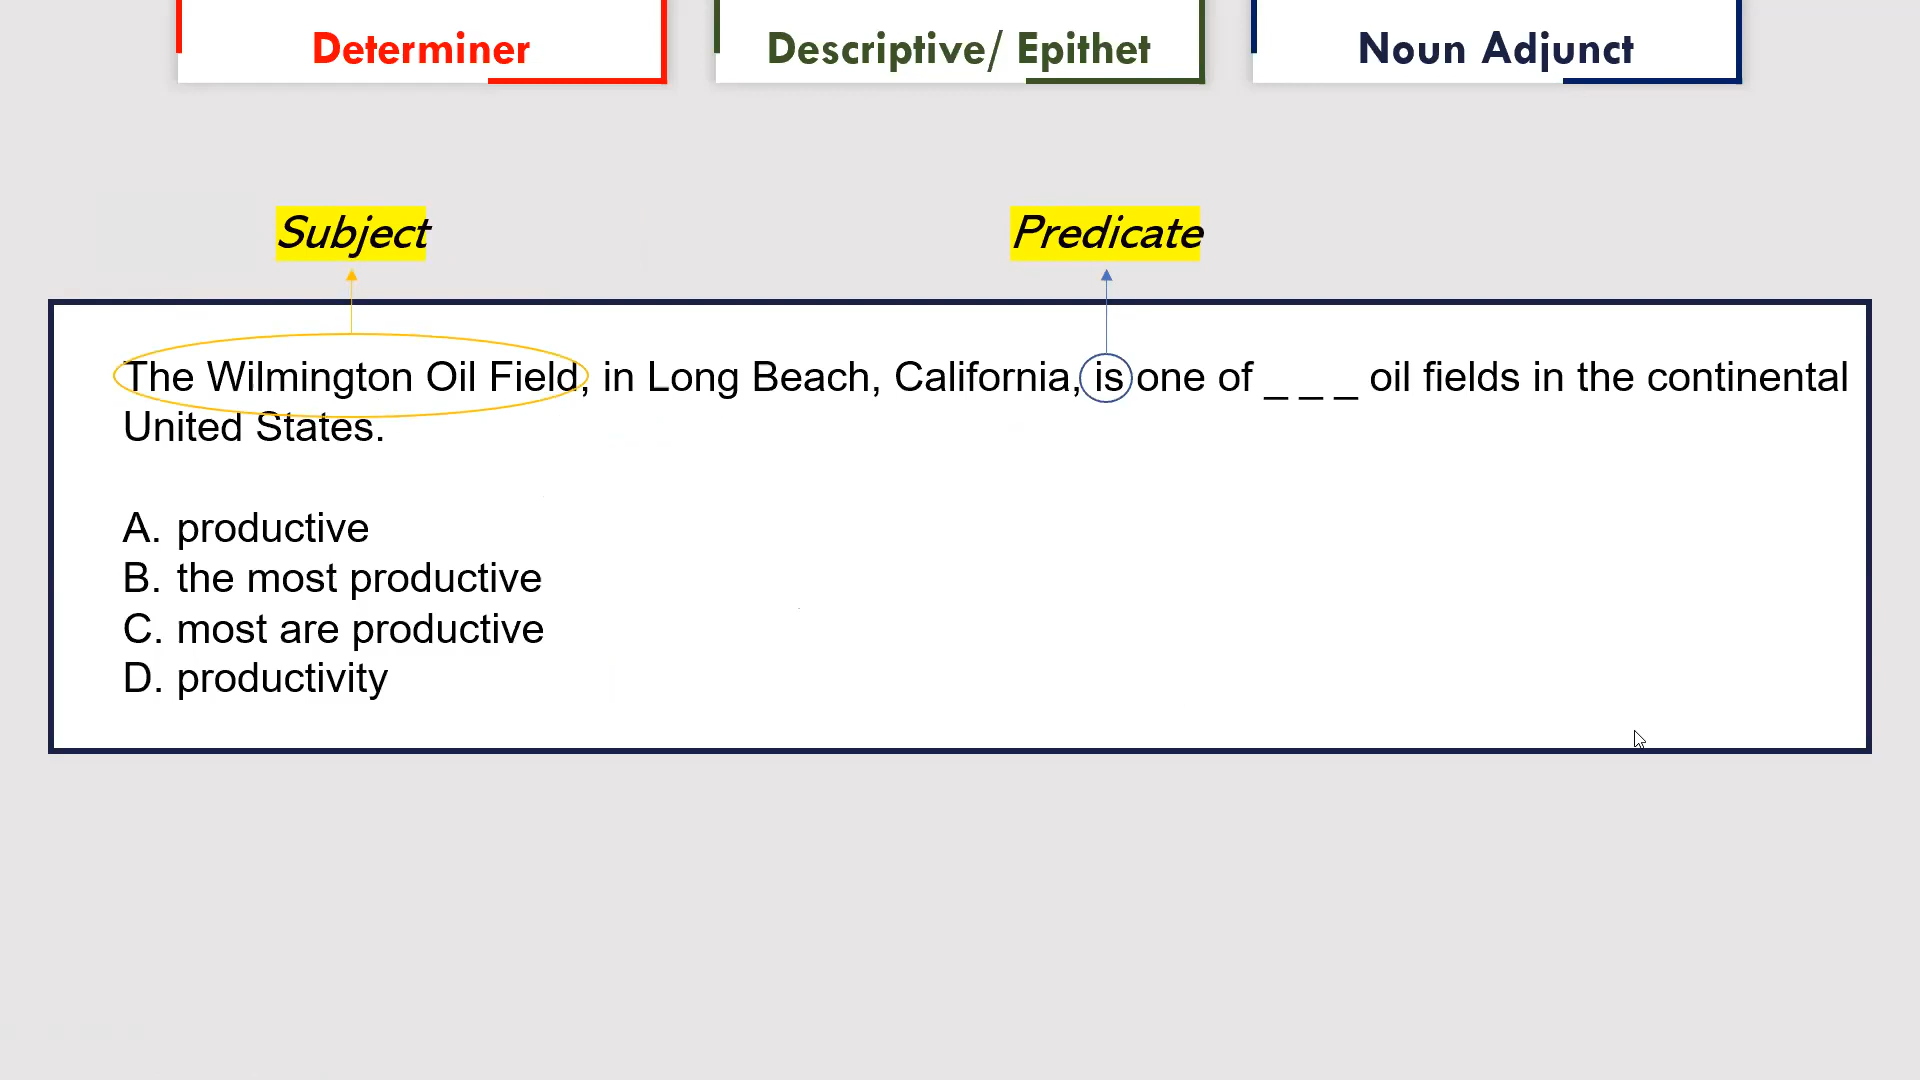 Determiner
Descriptive/ Epithet
Noun Adjunct
Subject
Predicate
The Wilmington Oil Field, in Long Beach, California, is one of _ _ _ oil fields in the continental
United States.
A. productive
B. the most productive
C. most are productive
D. productivity